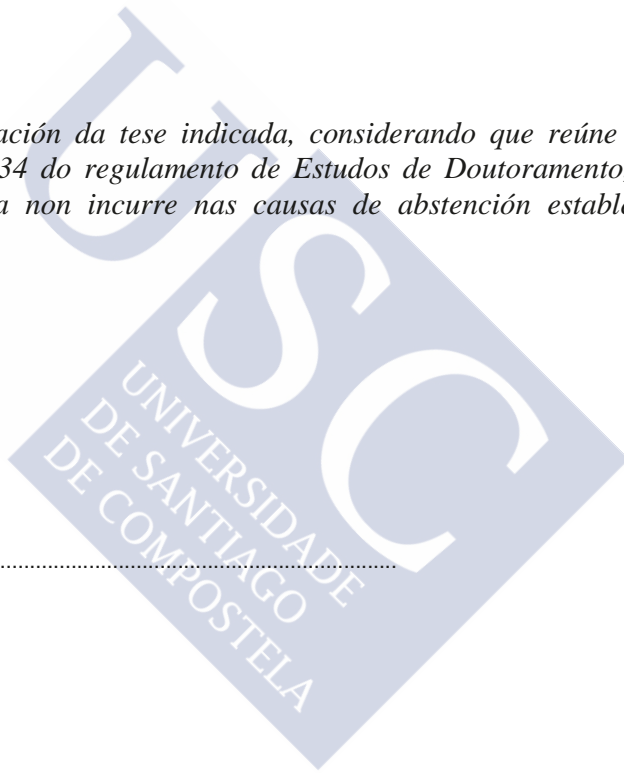 ación da tese indicada, considerando que reúne
34 do regulamento de Estudos de Doutoramento,
a non incurre nas causas de abstención estable
USC
UNIVERSIDADE
DE SANTIAGO
DE COMPOSTELA
................................................................................